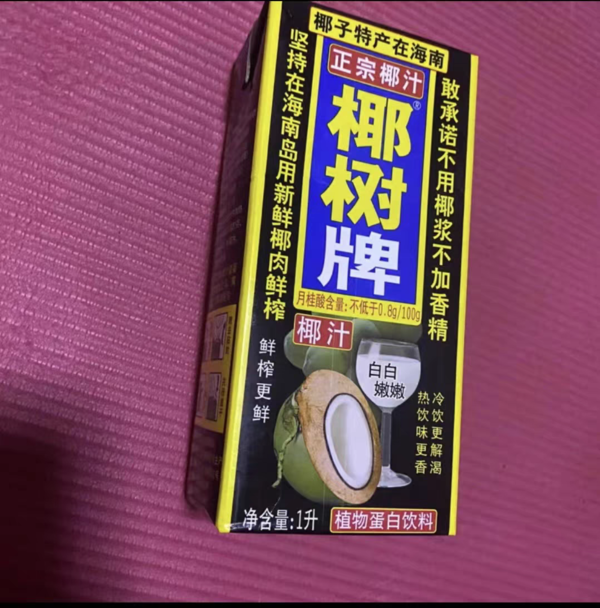 椰子特产在海南
正宗椰汁
椰树牌®
坚持在海南岛用新鲜椰肉鲜榨
敢承诺不用椰浆不加香精
月桂酸含量:不低于0.8g/100g
椰汁
鲜榨更鲜
白白
嫩嫩
冷饮更解渴
热饮味更香
净含量:1升
植物蛋白饮料